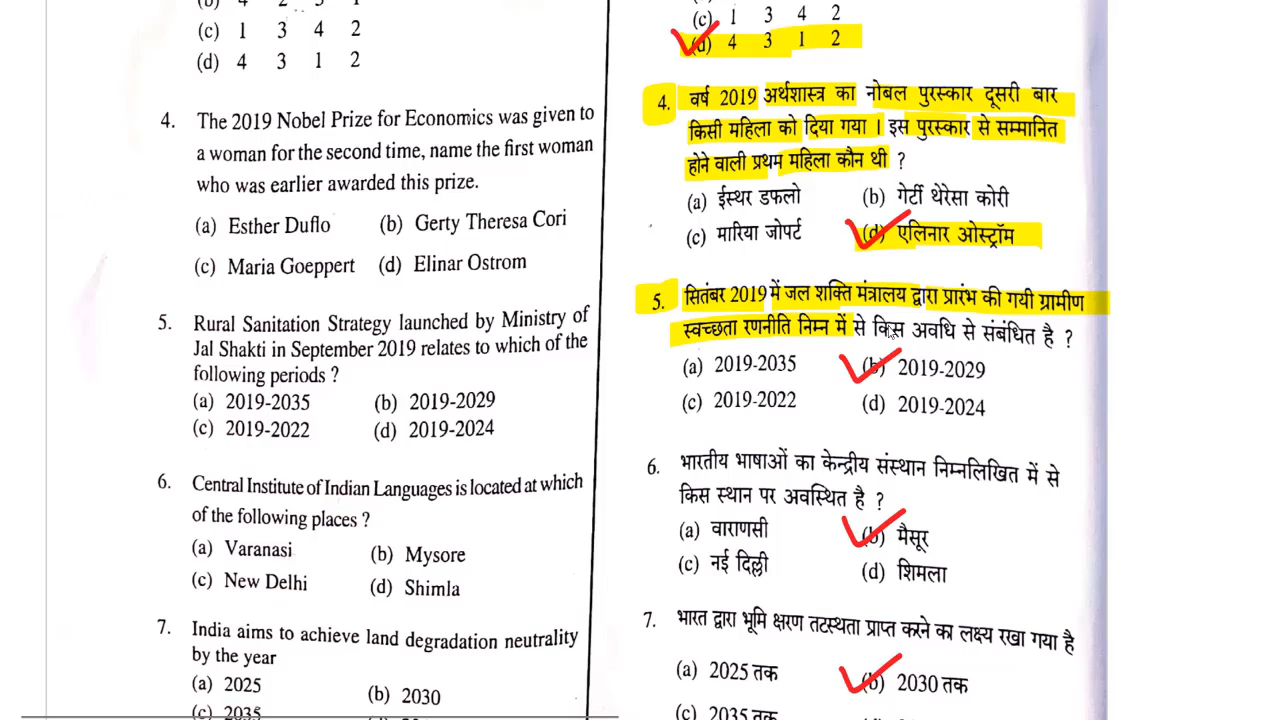 (c) 1 3 4 2
(d) 4 3 1 2
4. The 2019 Nobel Prize for Economics was given to
a woman for the second time, name the first woman
who was earlier awarded this prize.
(a) Esther Duflo (b) Gerty Theresa Cori
(c) Maria Goeppert (d) Elinar Ostrom
5. Rural Sanitation Strategy launched by Ministry of
Jal Shakti in September 2019 relates to which of the
following periods ?
(a) 2019-2035 (b) 2019-2029
(c) 2019-2022 (d) 2019-2024
6. Central Institute of Indian Languages is located at which
of the following places ?
(a) Varanasi (b) Mysore
(c) New Delhi (d) Shimla
7. India aims to achieve land degradation neutrality
by the year
(a) 2025 (b) 2030
(c) 2035
(c) 1 3 4 2
(d) 4 3 1 2
4. वर्ष 2019 अर्थशास्त्र का नोबल पुरस्कार दूसरी बार
किसी महिला को दिया गया । इस पुरस्कार से सम्मानित
होने वाली प्रथम महिला कौन थी ?
(a) ईस्थर डफलो (b) गेर्टी थेरेसा कोरी
(c) मारिया जोपर्ट (d) एलिनार ओस्ट्रॉम
5. सितंबर 2019 में जल शक्ति मंत्रालय द्वारा प्रारंभ की गयी ग्रामीण
स्वच्छता रणनीति निम्न में से किस अवधि से संबंधित है ?
(a) 2019-2035 (b) 2019-2029
(c) 2019-2022 (d) 2019-2024
6. भारतीय भाषाओं का केन्द्रीय संस्थान निम्नलिखित में से
किस स्थान पर अवस्थित है ?
(a) वाराणसी (b) मैसूर
(c) नई दिल्ली (d) शिमला
7. भारत द्वारा भूमि क्षरण तटस्थता प्राप्त करने का लक्ष्य रखा गया है
(a) 2025 तक (b) 2030 तक
(c) 2035 तक